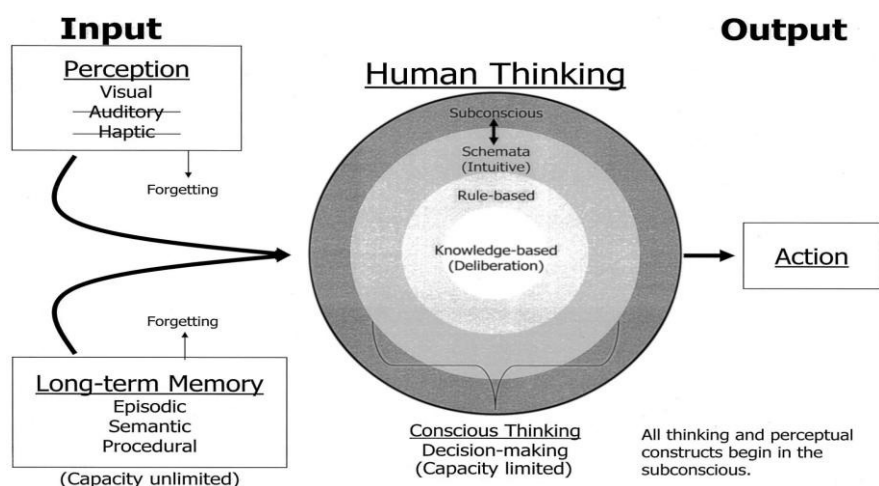 Input
Output
Perception
Visual
Auditory
Haptic
Forgetting
Human Thinking
Subconscious
Schemata
(Intuitive)
Rule-based
Knowledge-based
(Deliberation)
Action
Forgetting
Long-term Memory
Episodic
Semantic
Procedural
(Capacity unlimited)
Conscious Thinking
Decision-making
(Capacity limited)
All thinking and perceptual
constructs begin in the
subconscious.